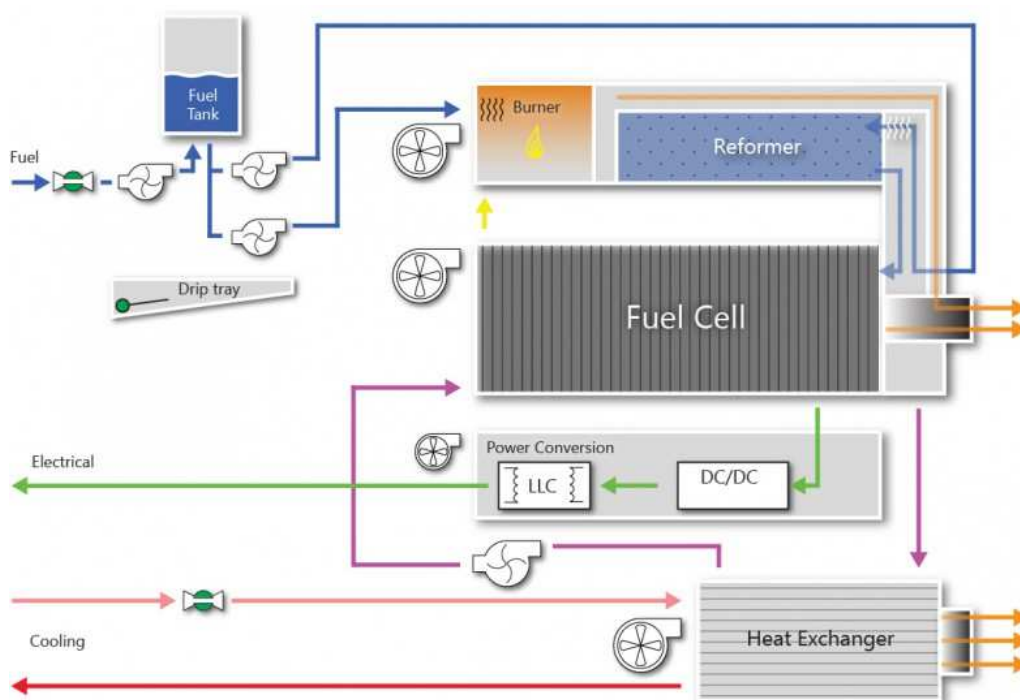 Fuel
Tank
Burner
Reformer
Fuel
Drip tray
Fuel Cell
Power Conversion
Electrical
LLC
DC/DC
Cooling
Heat Exchanger